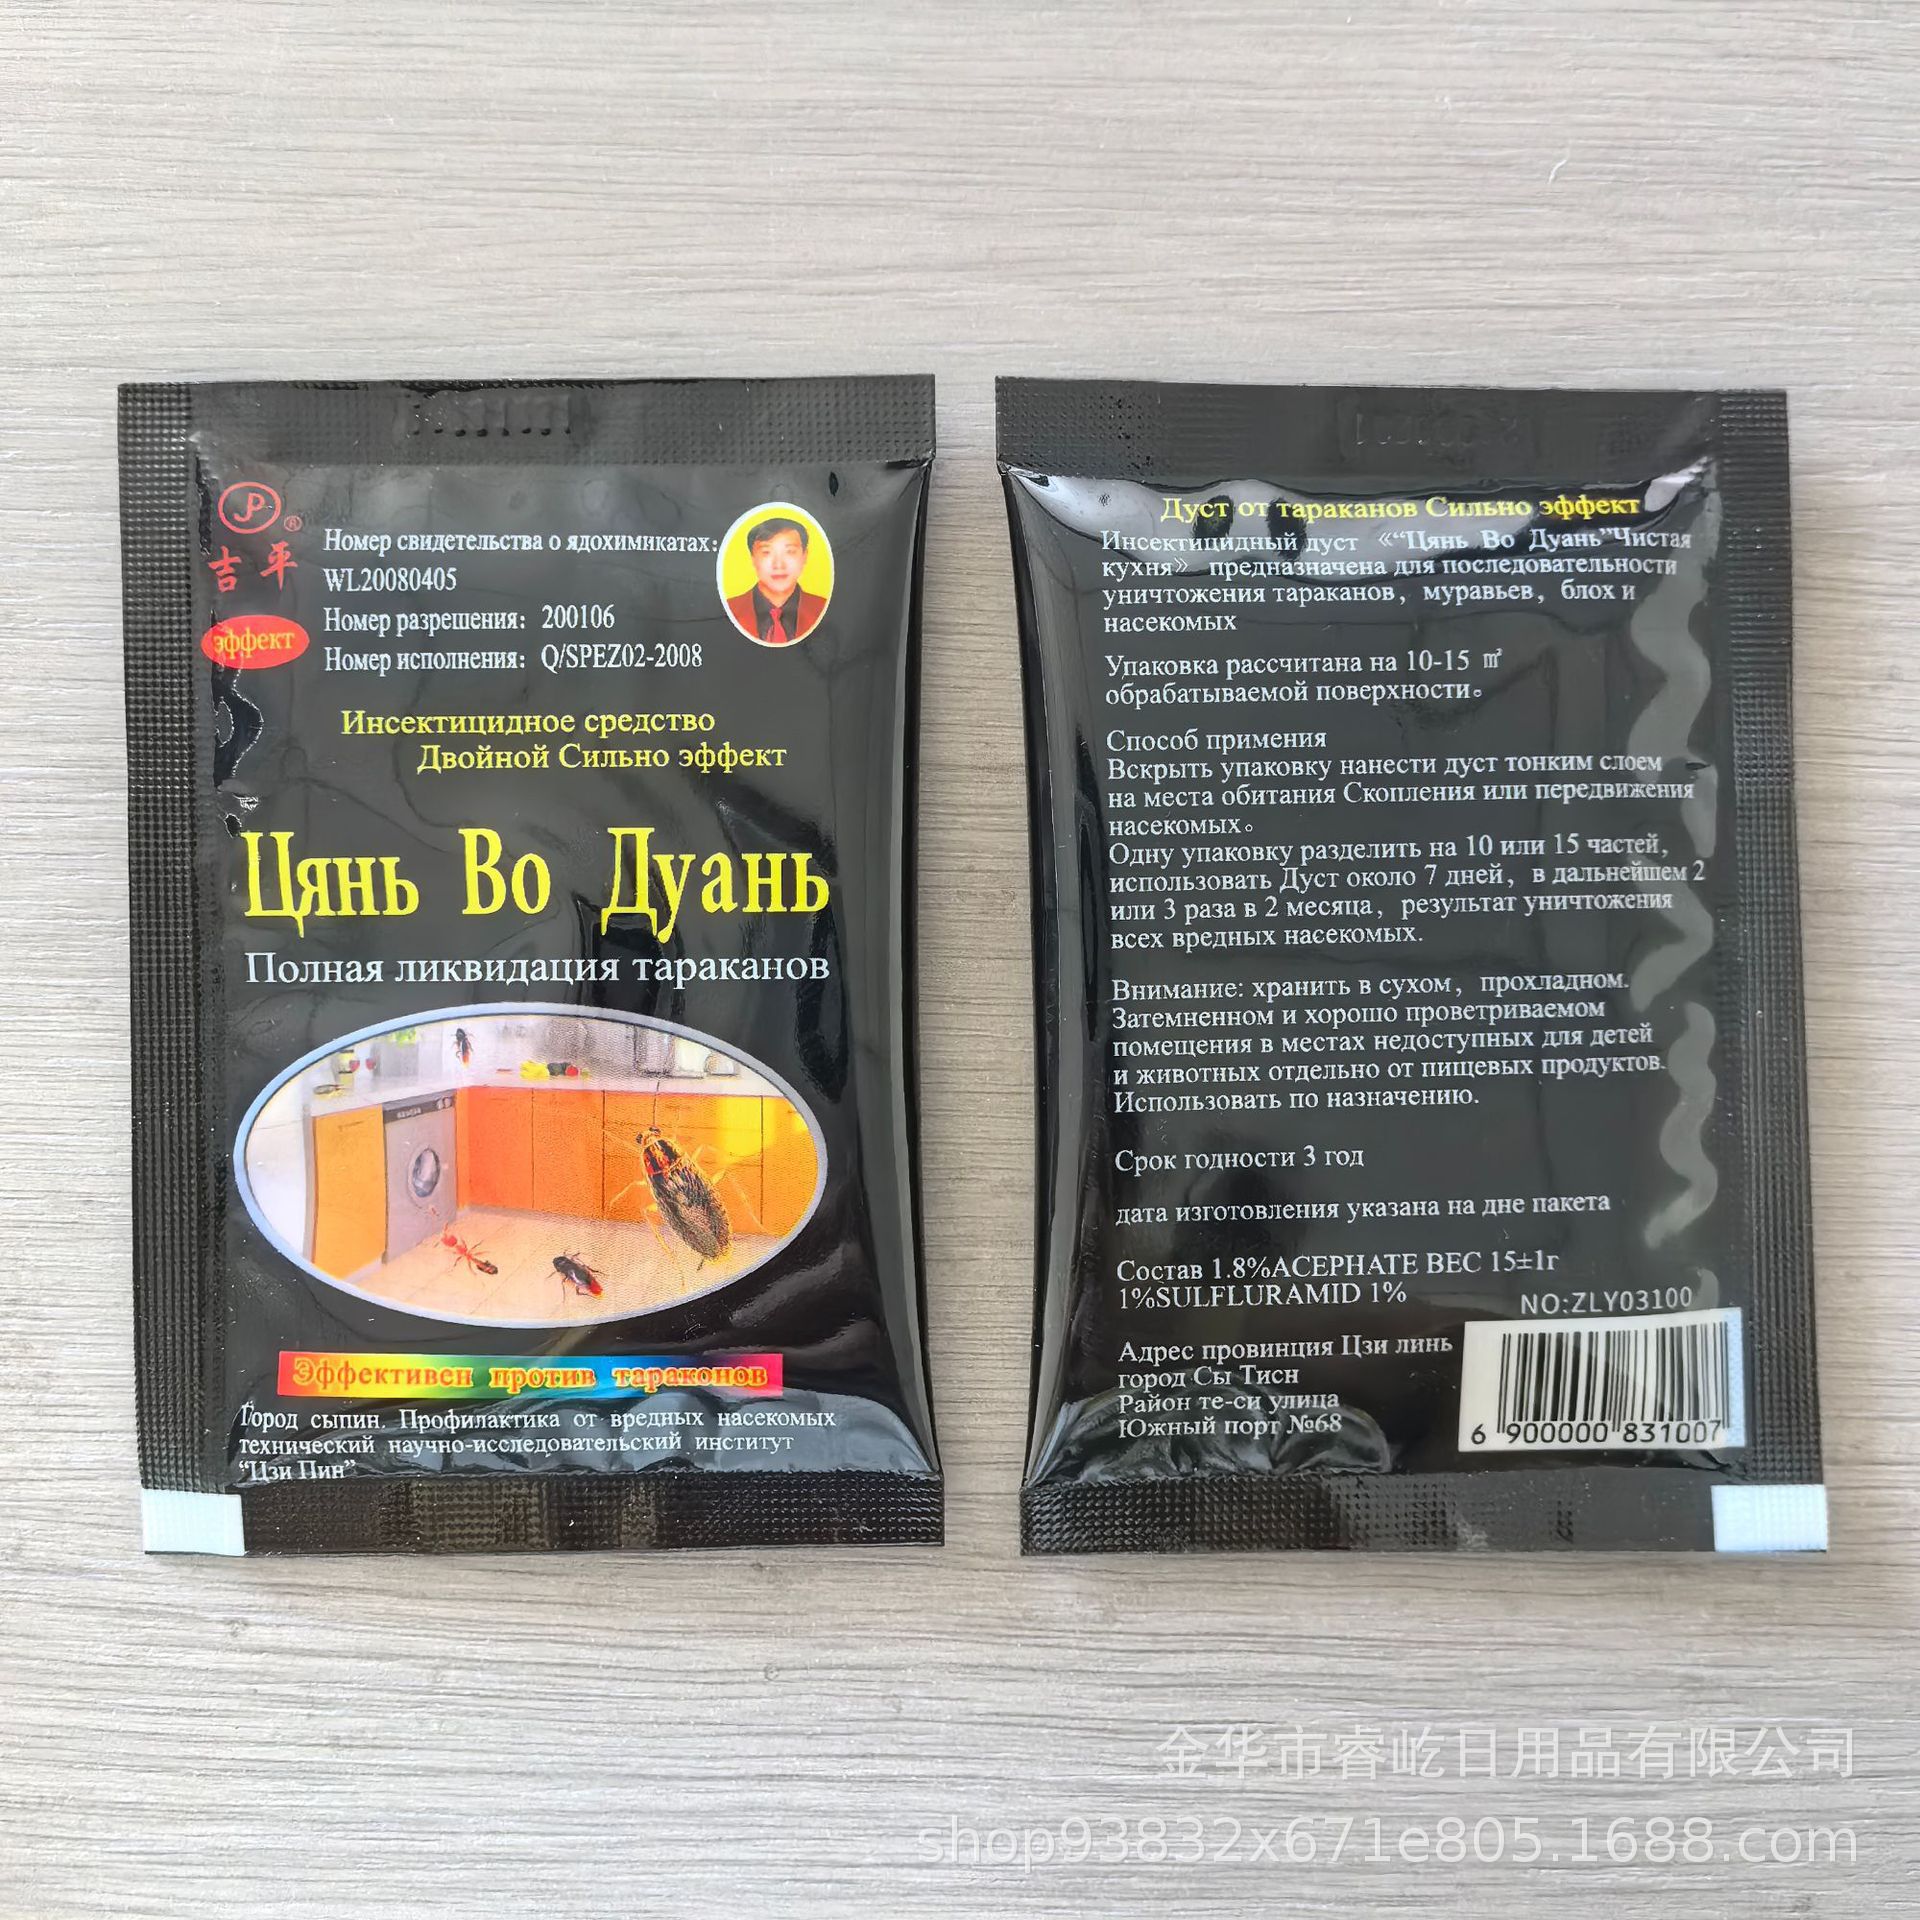 JP®
吉平
эффект
Номер свидетельства о ядохимикатах:
WL20080405
Номер разрешения: 200106
Номер исполнения: Q/SPEZ02-2008
Инсектицидное средство
Двойной Сильно эффект
Цянь Во Дуань
Полная ликвидация тараканов
Эффективен против тараконов
Город сыпин. Профилактика от вредных насекомых
технический научно-исследовательский институт
“Цзи Пин”
Дуст от тараканов Сильно эффект
Инсектицидный дуст 《“Цянь Во Дуань”Чистая
кухня》 предназначена для последовательности
уничтожения тараканов, муравьев, блох и
насекомых
Упаковка рассчитана на 10-15 ㎡
обрабатываемой поверхности。
Способ примения
Вскрыть упаковку нанести дуст тонким слоем
на места обитания Скопления или передвижения
насекомых。
Одну упаковку разделить на 10 или 15 частей,
использовать Дуст около 7 дней, в дальнейшем 2
или 3 раза в 2 месяца, результат уничтожения
всех вредных насекомых.
Внимание: хранить в сухом, прохладном.
Затемненном и хорошо проветриваемом
помещения в местах недоступных для детей
и животных отдельно от пищевых продуктов.
Использовать по назначению.
Срок годности 3 год
дата изготовления указана на дне пакета
Состав 1.8%ACEPHATE ВЕС 15±1г
1%SULFLURAMID 1%
NO:ZLY03100
Адрес провинция Цзи линь
город Сы Тисн
Район те-си улица
Южный порт №68
6 900000 831007
金华市睿屹日用品有限公司
shop93832x671e805.1688.com